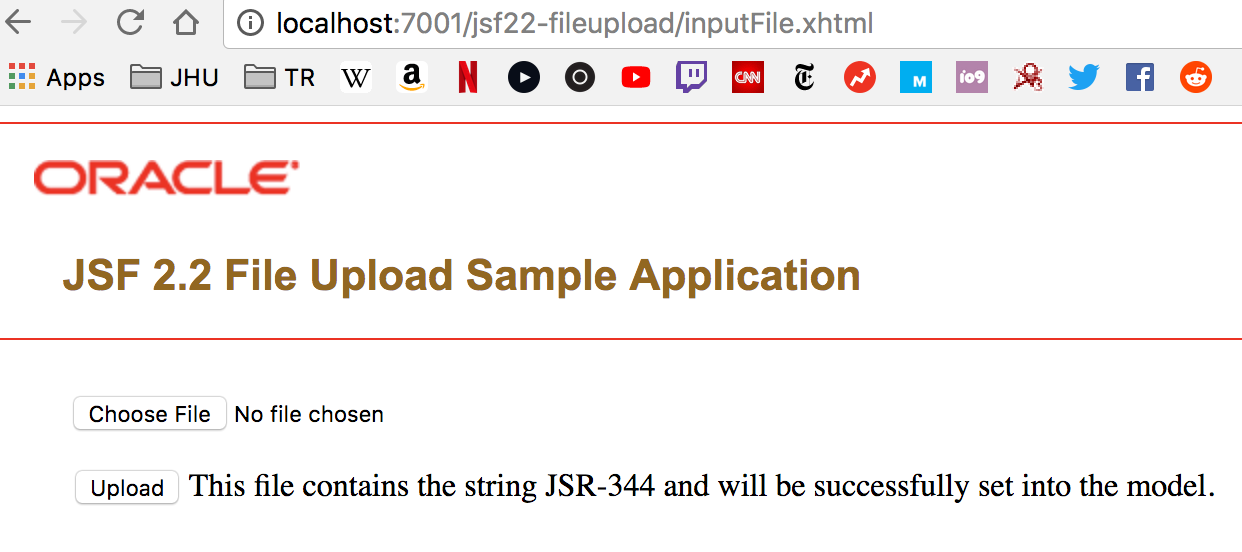 localhost:7001/jsf22-fileupload/inputFile.xhtml
Apps JHU TR W a N CNN T M io9
ORACLE
JSF 2.2 File Upload Sample Application
Choose File No file chosen
Upload This file contains the string JSR-344 and will be successfully set into the model.